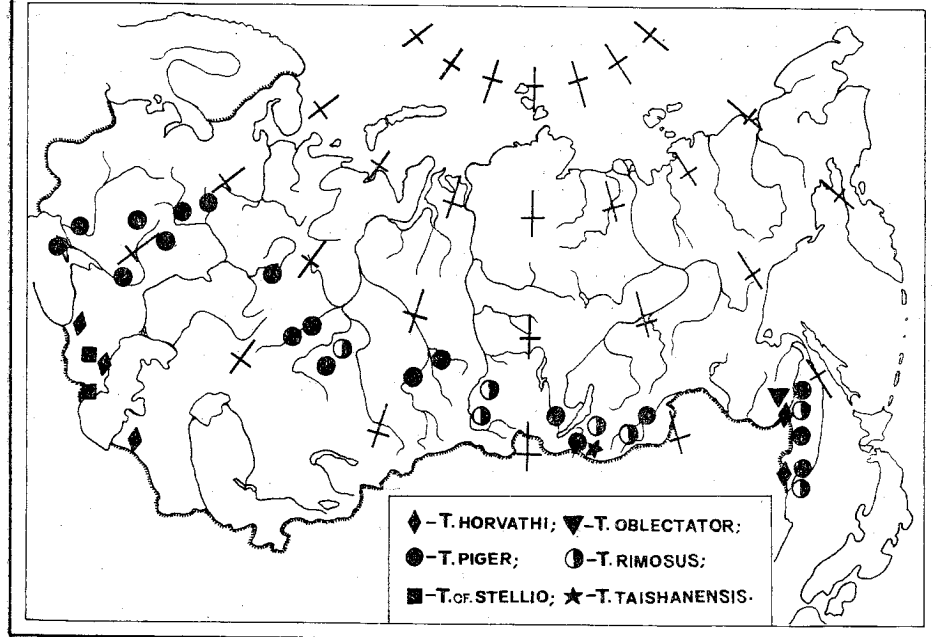 -T. HORVATHI; -T. OBLECTATOR;
-T. PIGER; -T. RIMOSUS;
-T. CF. STELLIO; -T. TAISHANENSIS.